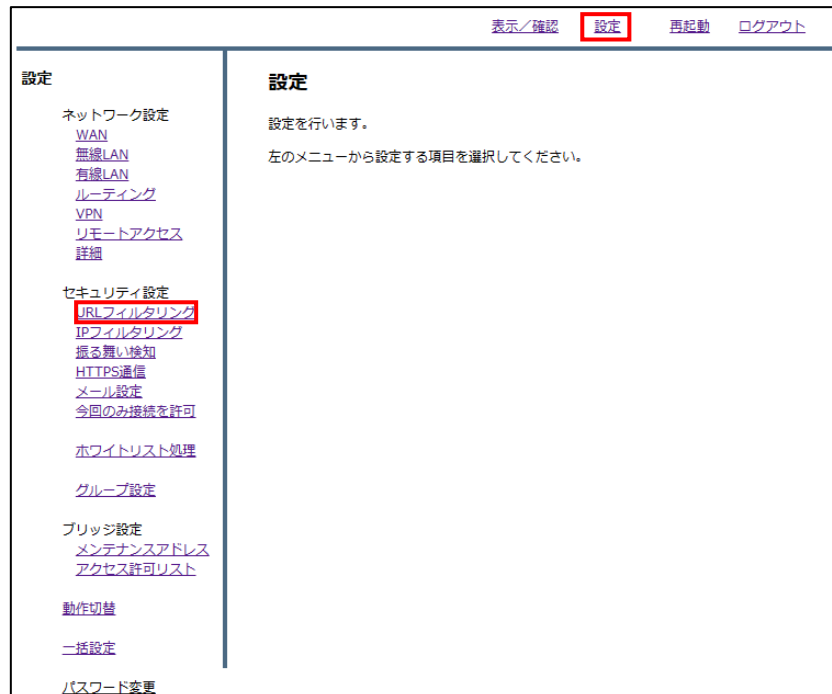 表示／確認 設定 再起動 ログアウト
設定
ネットワーク設定
WAN
無線LAN
有線LAN
ルーティング
VPN
リモートアクセス
詳細
セキュリティ設定
URLフィルタリング
IPフィルタリング
振る舞い検知
HTTPS通信
メール設定
今回のみ接続を許可
ホワイトリスト処理
グループ設定
ブリッジ設定
メンテナンスアドレス
アクセス許可リスト
動作切替
一括設定
パスワード変更
設定
設定を行います。
左のメニューから設定する項目を選択してください。